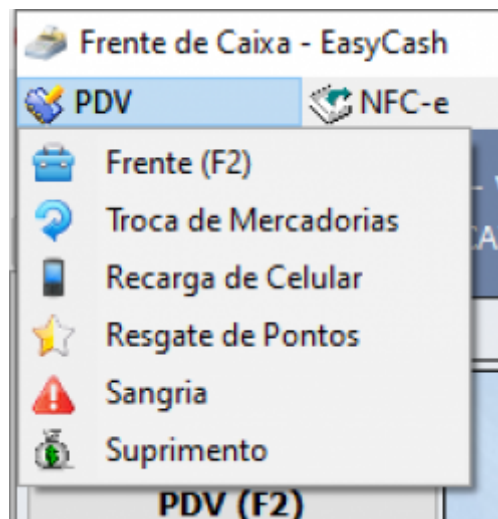 Frente de Caixa - EasyCash
PDV NFC-e
Frente (F2)
Troca de Mercadorias
Recarga de Celular
Resgate de Pontos
Sangria
Suprimento
PDV (F2)